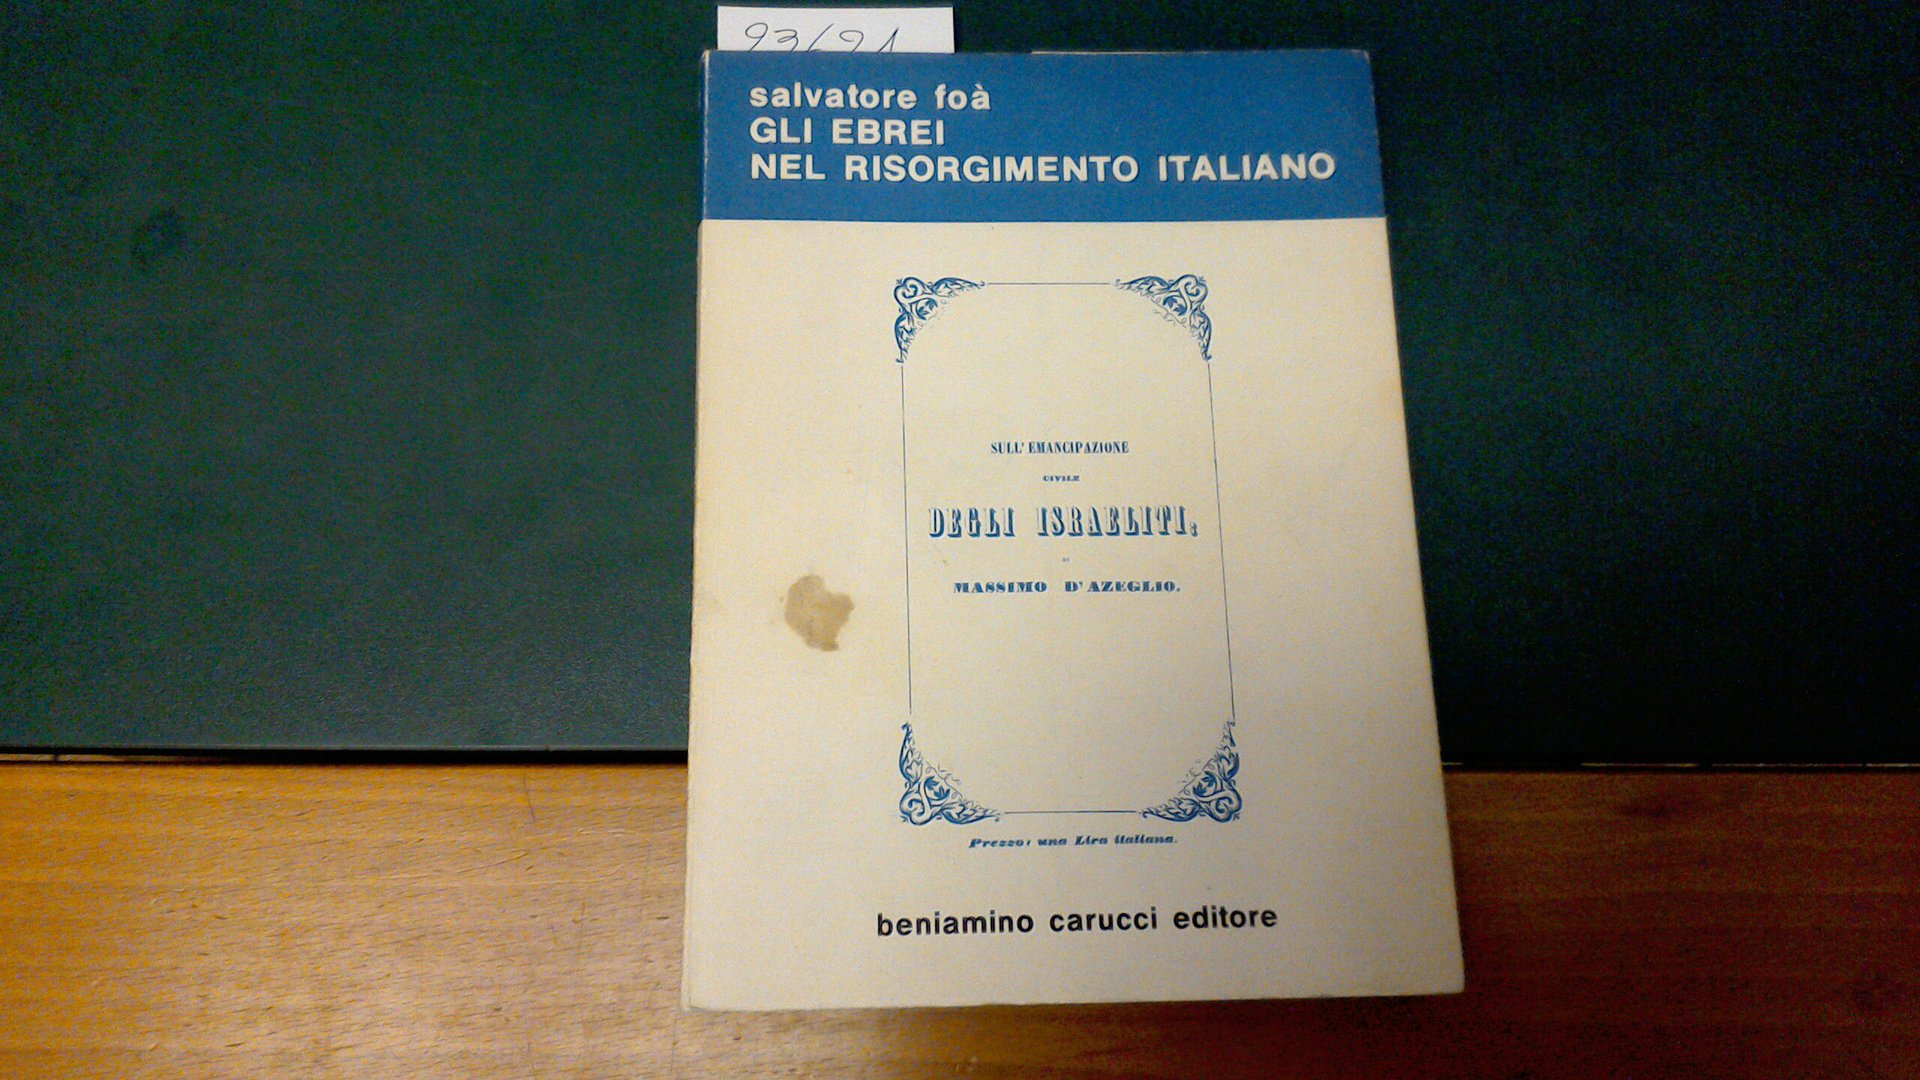 salvatore foà
GLI EBREI
NEL RISORGIMENTO ITALIANO
SULL' EMANCIPAZIONE
CIVILE
DEGLI ISRAELITI;
DI
MASSIMO D'AZEGLIO.
Prezzo: una Lira italiana.
beniamino carucci editore